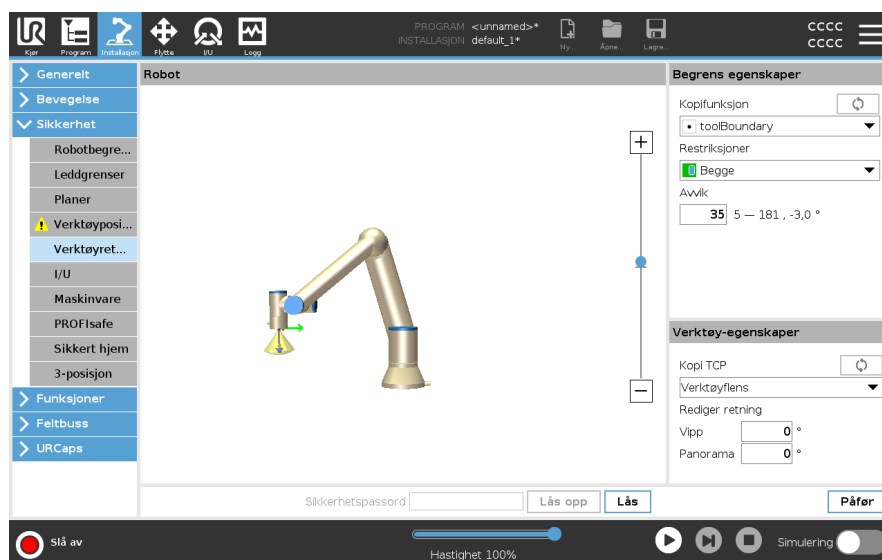 UR
Kjør
Program
Installasjon
Flytte
I/U
Logg
PROGRAM <unnamed>*
INSTALLASJON default_1*
Ny...
Åpne...
Lagre...
cccc
cccc
Generelt
Bevegelse
Sikkerhet
Robotbegre...
Leddgrenser
Planer
Verktøyposi...
Verktøyret...
I/U
Maskinvare
PROFIsafe
Sikkert hjem
3-posisjon
Funksjoner
Feltbuss
URCaps
Robot
Begrens egenskaper
Kopifunksjon
toolBoundary
Restriksjoner
Begge
Avvik
35 5 — 181 , -3,0 °
Verktøy-egenskaper
Kopi TCP
Verktøyflens
Rediger retning
Vipp 0 °
Panorama 0 °
Sikkerhetspassord Lås opp Lås Påfør
Slå av
Hastighet 100%
Simulering